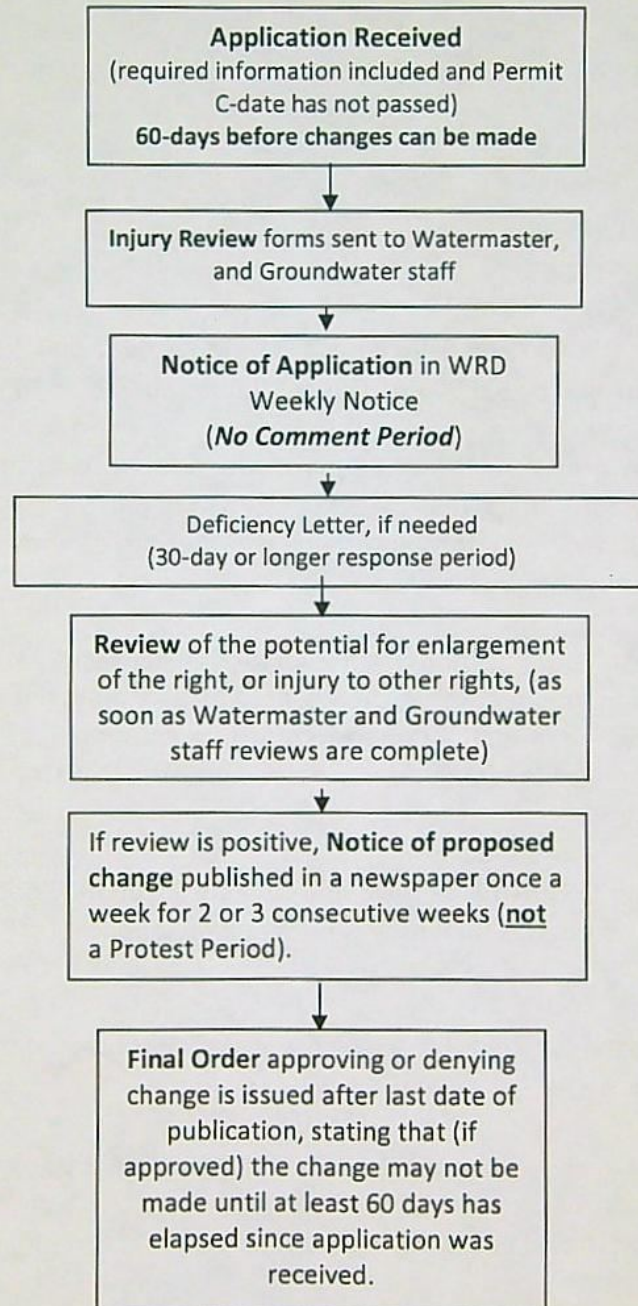 Application Received
(required information included and Permit
C-date has not passed)
60-days before changes can be made
Injury Review forms sent to Watermaster,
and Groundwater staff
Notice of Application in WRD
Weekly Notice
(No Comment Period)
Deficiency Letter, if needed
(30-day or longer response period)
Review of the potential for enlargement
of the right, or injury to other rights, (as
soon as Watermaster and Groundwater
staff reviews are complete)
If review is positive, Notice of proposed
change published in a newspaper once a
week for 2 or 3 consecutive weeks (not
a Protest Period).
Final Order approving or denying
change is issued after last date of
publication, stating that (if
approved) the change may not be
made until at least 60 days has
elapsed since application was
received.